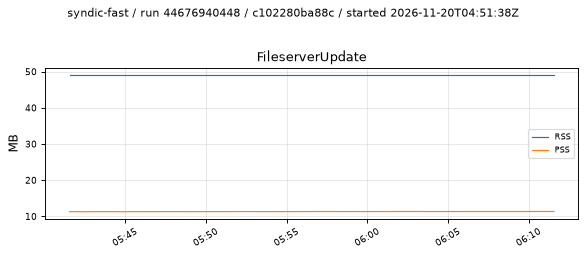 syndic-fast / run 44676940448 / c102280ba88c / started 2026-11-20T04:51:38Z
FileserverUpdate
50
40
30
20
10
MB
RSS
PSS
05:45
05:50
05:55
06:00
06:05
06:10